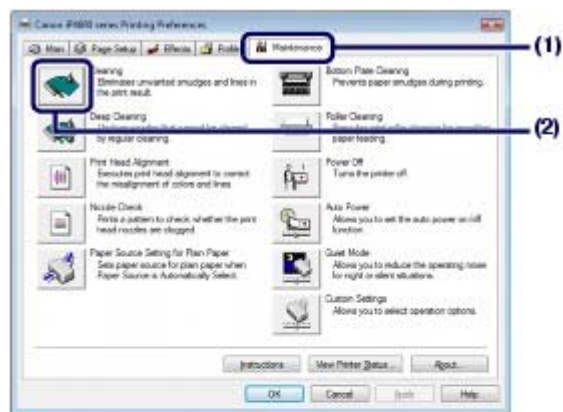 Canon iP4600 series Printing Preferences
Main Page Setup Effects Profiles Maintenance
(1)
Cleaning
Eliminates unwanted smudges and lines in
the print result.
(2)
Deep Cleaning
by regular cleaning.
Print Head Alignment
Executes print head alignment to correct
the misalignment of colors and lines
Nozzle Check
Prints a pattern to check whether the print
head nozzles are clogged.
Paper Source Setting for Plain Paper
Sets paper source for plain paper when
Paper Source is Automatically Select.
Bottom Plate Cleaning
Prevents paper smudges during printing.
Roller Cleaning
paper feeding.
Power Off
Turns the printer off.
Auto Power
Allows you to set the auto power on/off
function.
Quiet Mode
Allows you to reduce the operating noise
for night or silent situations.
Custom Settings
Allows you to select operation options.
Instructions View Printer Status... About...
OK Cancel Apply Help